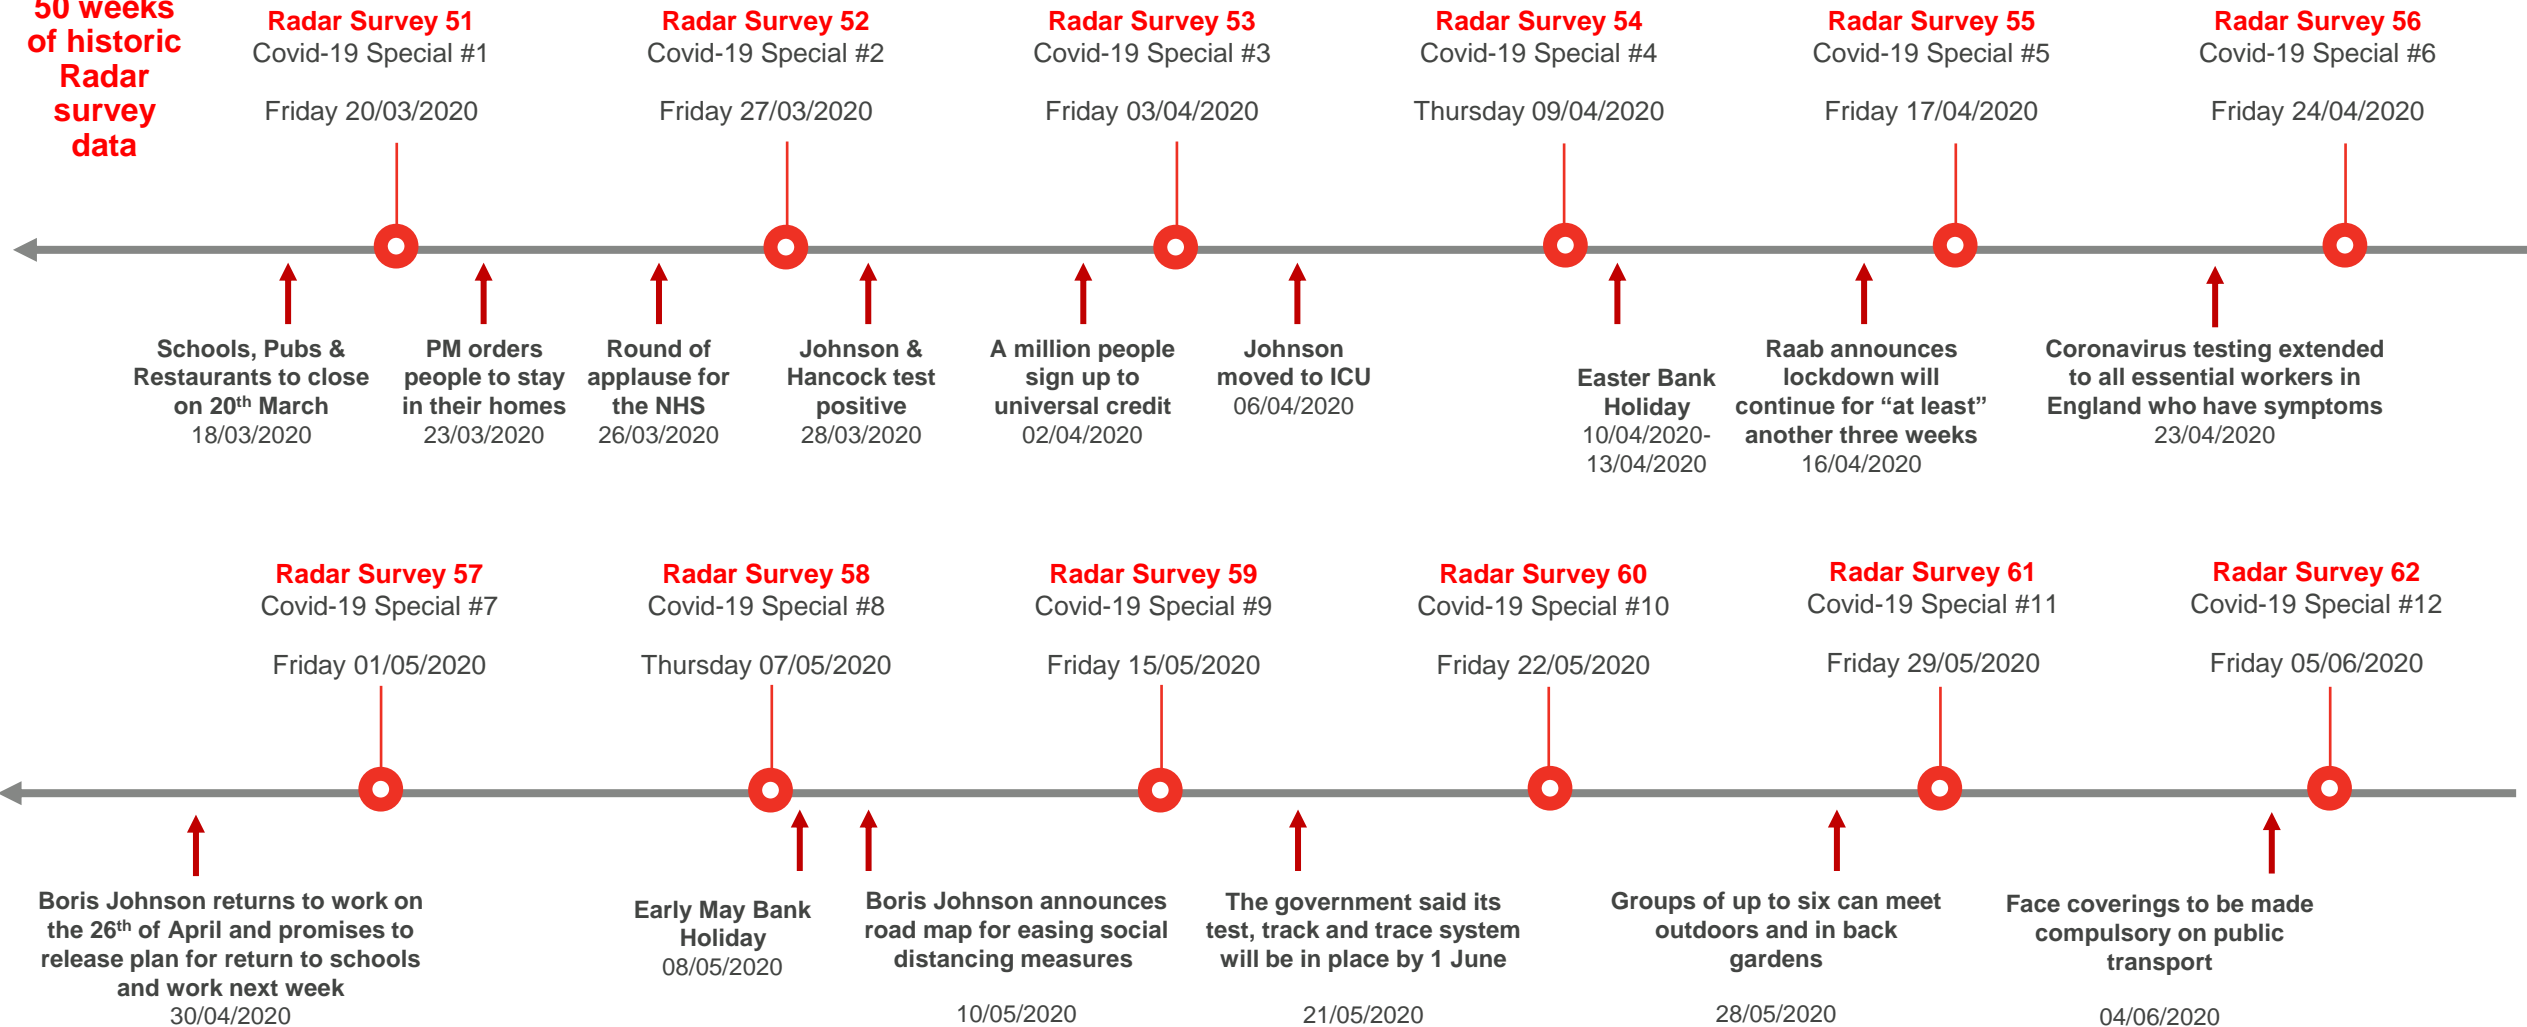 50 weeks
of historic
Radar
survey
data
Radar Survey 51
Covid-19 Special #1
Friday 20/03/2020
Radar Survey 52
Covid-19 Special #2
Friday 27/03/2020
Radar Survey 53
Covid-19 Special #3
Friday 03/04/2020
Radar Survey 54
Covid-19 Special #4
Thursday 09/04/2020
Radar Survey 55
Covid-19 Special #5
Friday 17/04/2020
Radar Survey 56
Covid-19 Special #6
Friday 24/04/2020
Schools, Pubs &
Restaurants to close
on 20th March
18/03/2020
PM orders
people to stay
in their homes
23/03/2020
Round of
applause for
the NHS
26/03/2020
Johnson &
Hancock test
positive
28/03/2020
A million people
sign up to
universal credit
02/04/2020
Johnson
moved to ICU
06/04/2020
Easter Bank
Holiday
10/04/2020-
13/04/2020
Raab announces
lockdown will
continue for “at least”
another three weeks
16/04/2020
Coronavirus testing extended
to all essential workers in
England who have symptoms
23/04/2020
Radar Survey 57
Covid-19 Special #7
Friday 01/05/2020
Radar Survey 58
Covid-19 Special #8
Thursday 07/05/2020
Radar Survey 59
Covid-19 Special #9
Friday 15/05/2020
Radar Survey 60
Covid-19 Special #10
Friday 22/05/2020
Radar Survey 61
Covid-19 Special #11
Friday 29/05/2020
Radar Survey 62
Covid-19 Special #12
Friday 05/06/2020
Boris Johnson returns to work on
the 26th of April and promises to
release plan for return to schools
and work next week
30/04/2020
Early May Bank
Holiday
08/05/2020
Boris Johnson announces
road map for easing social
distancing measures
10/05/2020
The government said its
test, track and trace system
will be in place by 1 June
21/05/2020
Groups of up to six can meet
outdoors and in back
gardens
28/05/2020
Face coverings to be made
compulsory on public
transport
04/06/2020